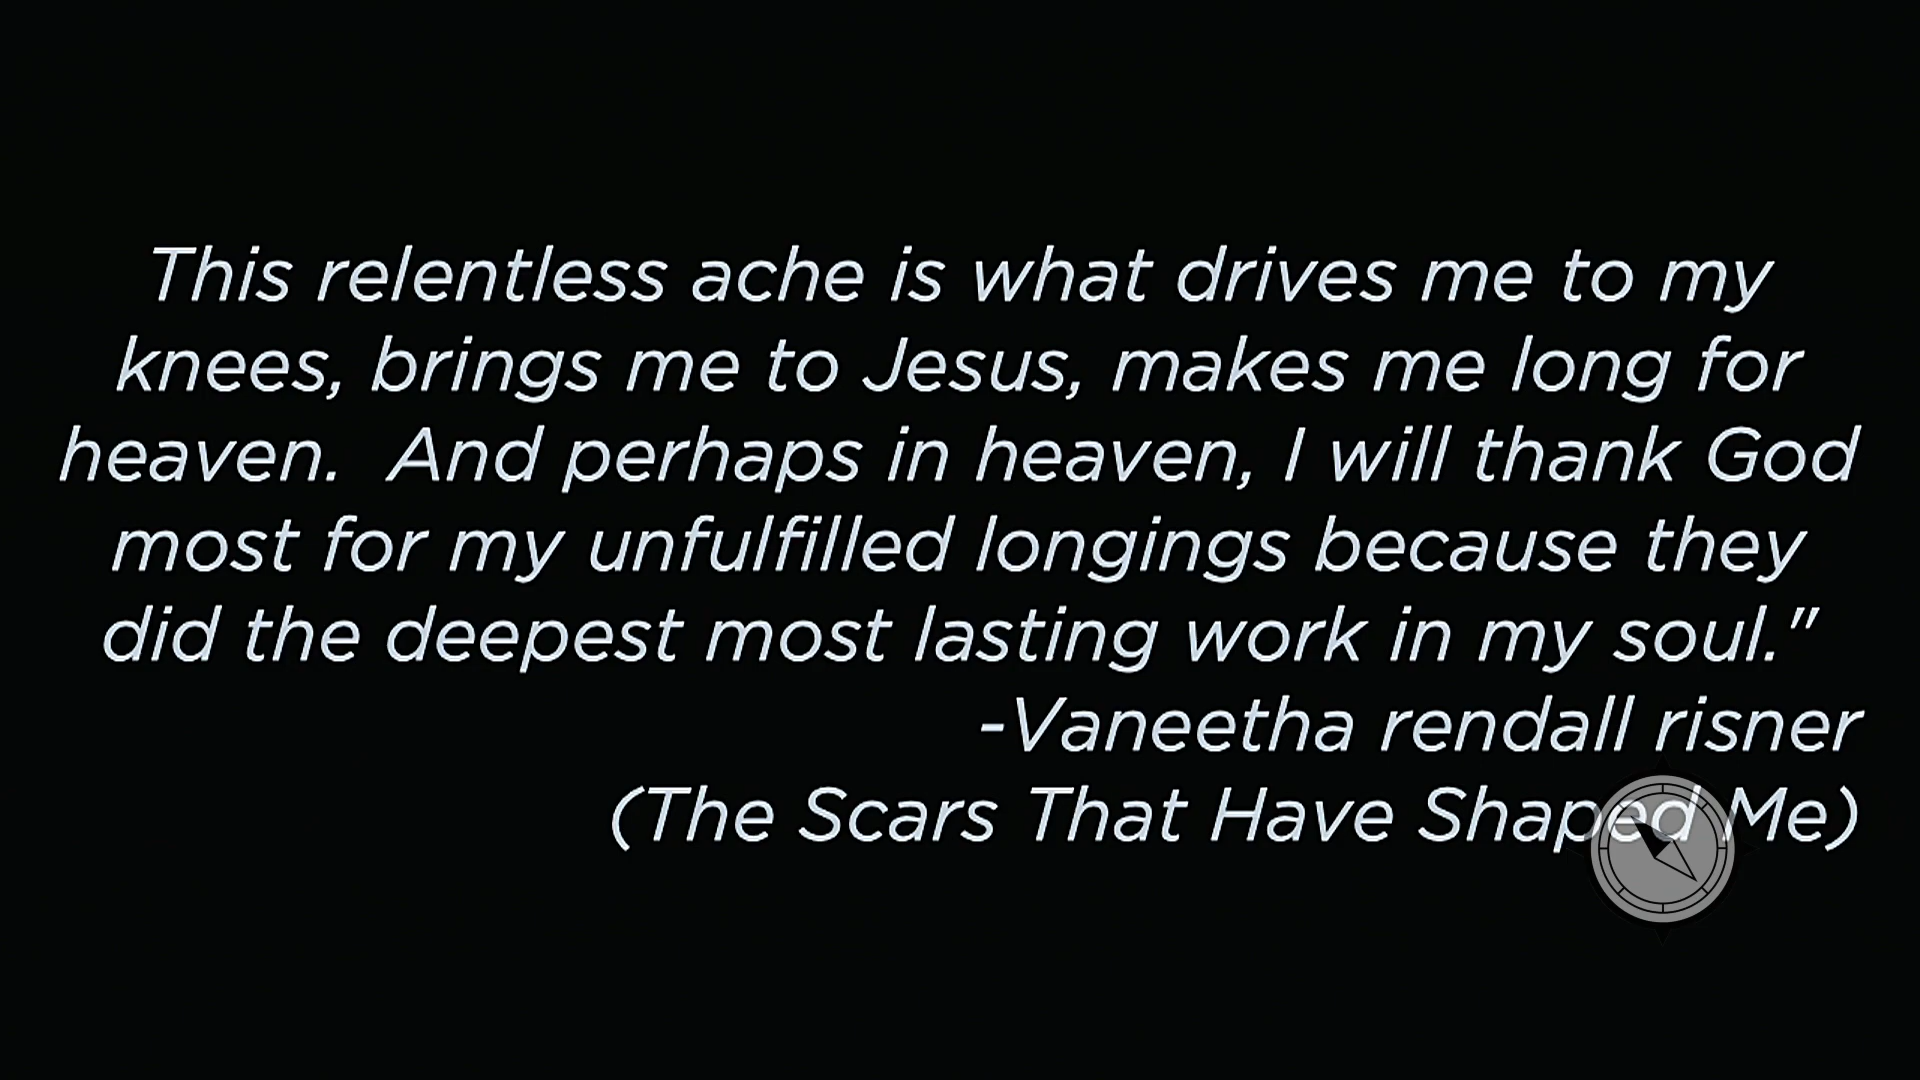 This relentless ache is what drives me to my
knees, brings me to Jesus, makes me long for
heaven.  And perhaps in heaven, I will thank God
most for my unfulfilled longings because they
did the deepest most lasting work in my soul."
-Vaneetha rendall risner
(The Scars That Have Shaped Me)